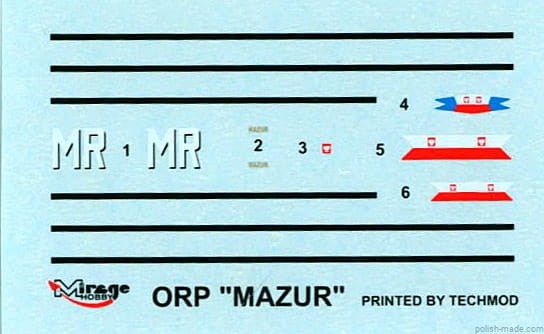 4
MAZUR
MR 1 MR 2 3 5
MAZUR
6
Mirage HOBBY ORP "MAZUR" PRINTED BY TECHMOD
polish-made.com